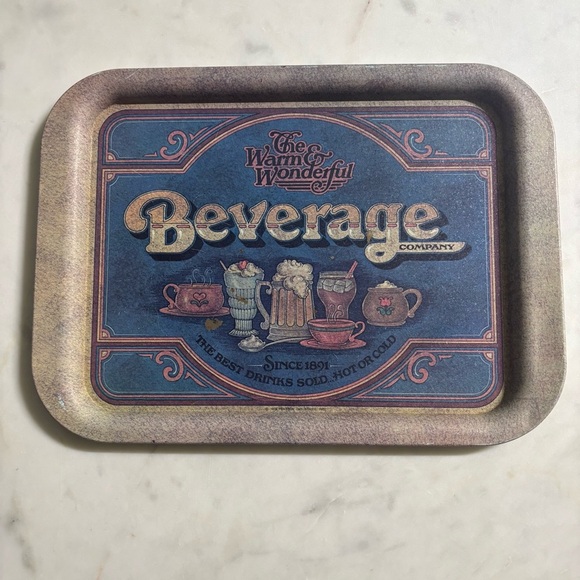 The
Warm &
Wonderful
Beverage
COMPANY
SINCE 1891
THE BEST DRINKS SOLD, HOT OR COLD